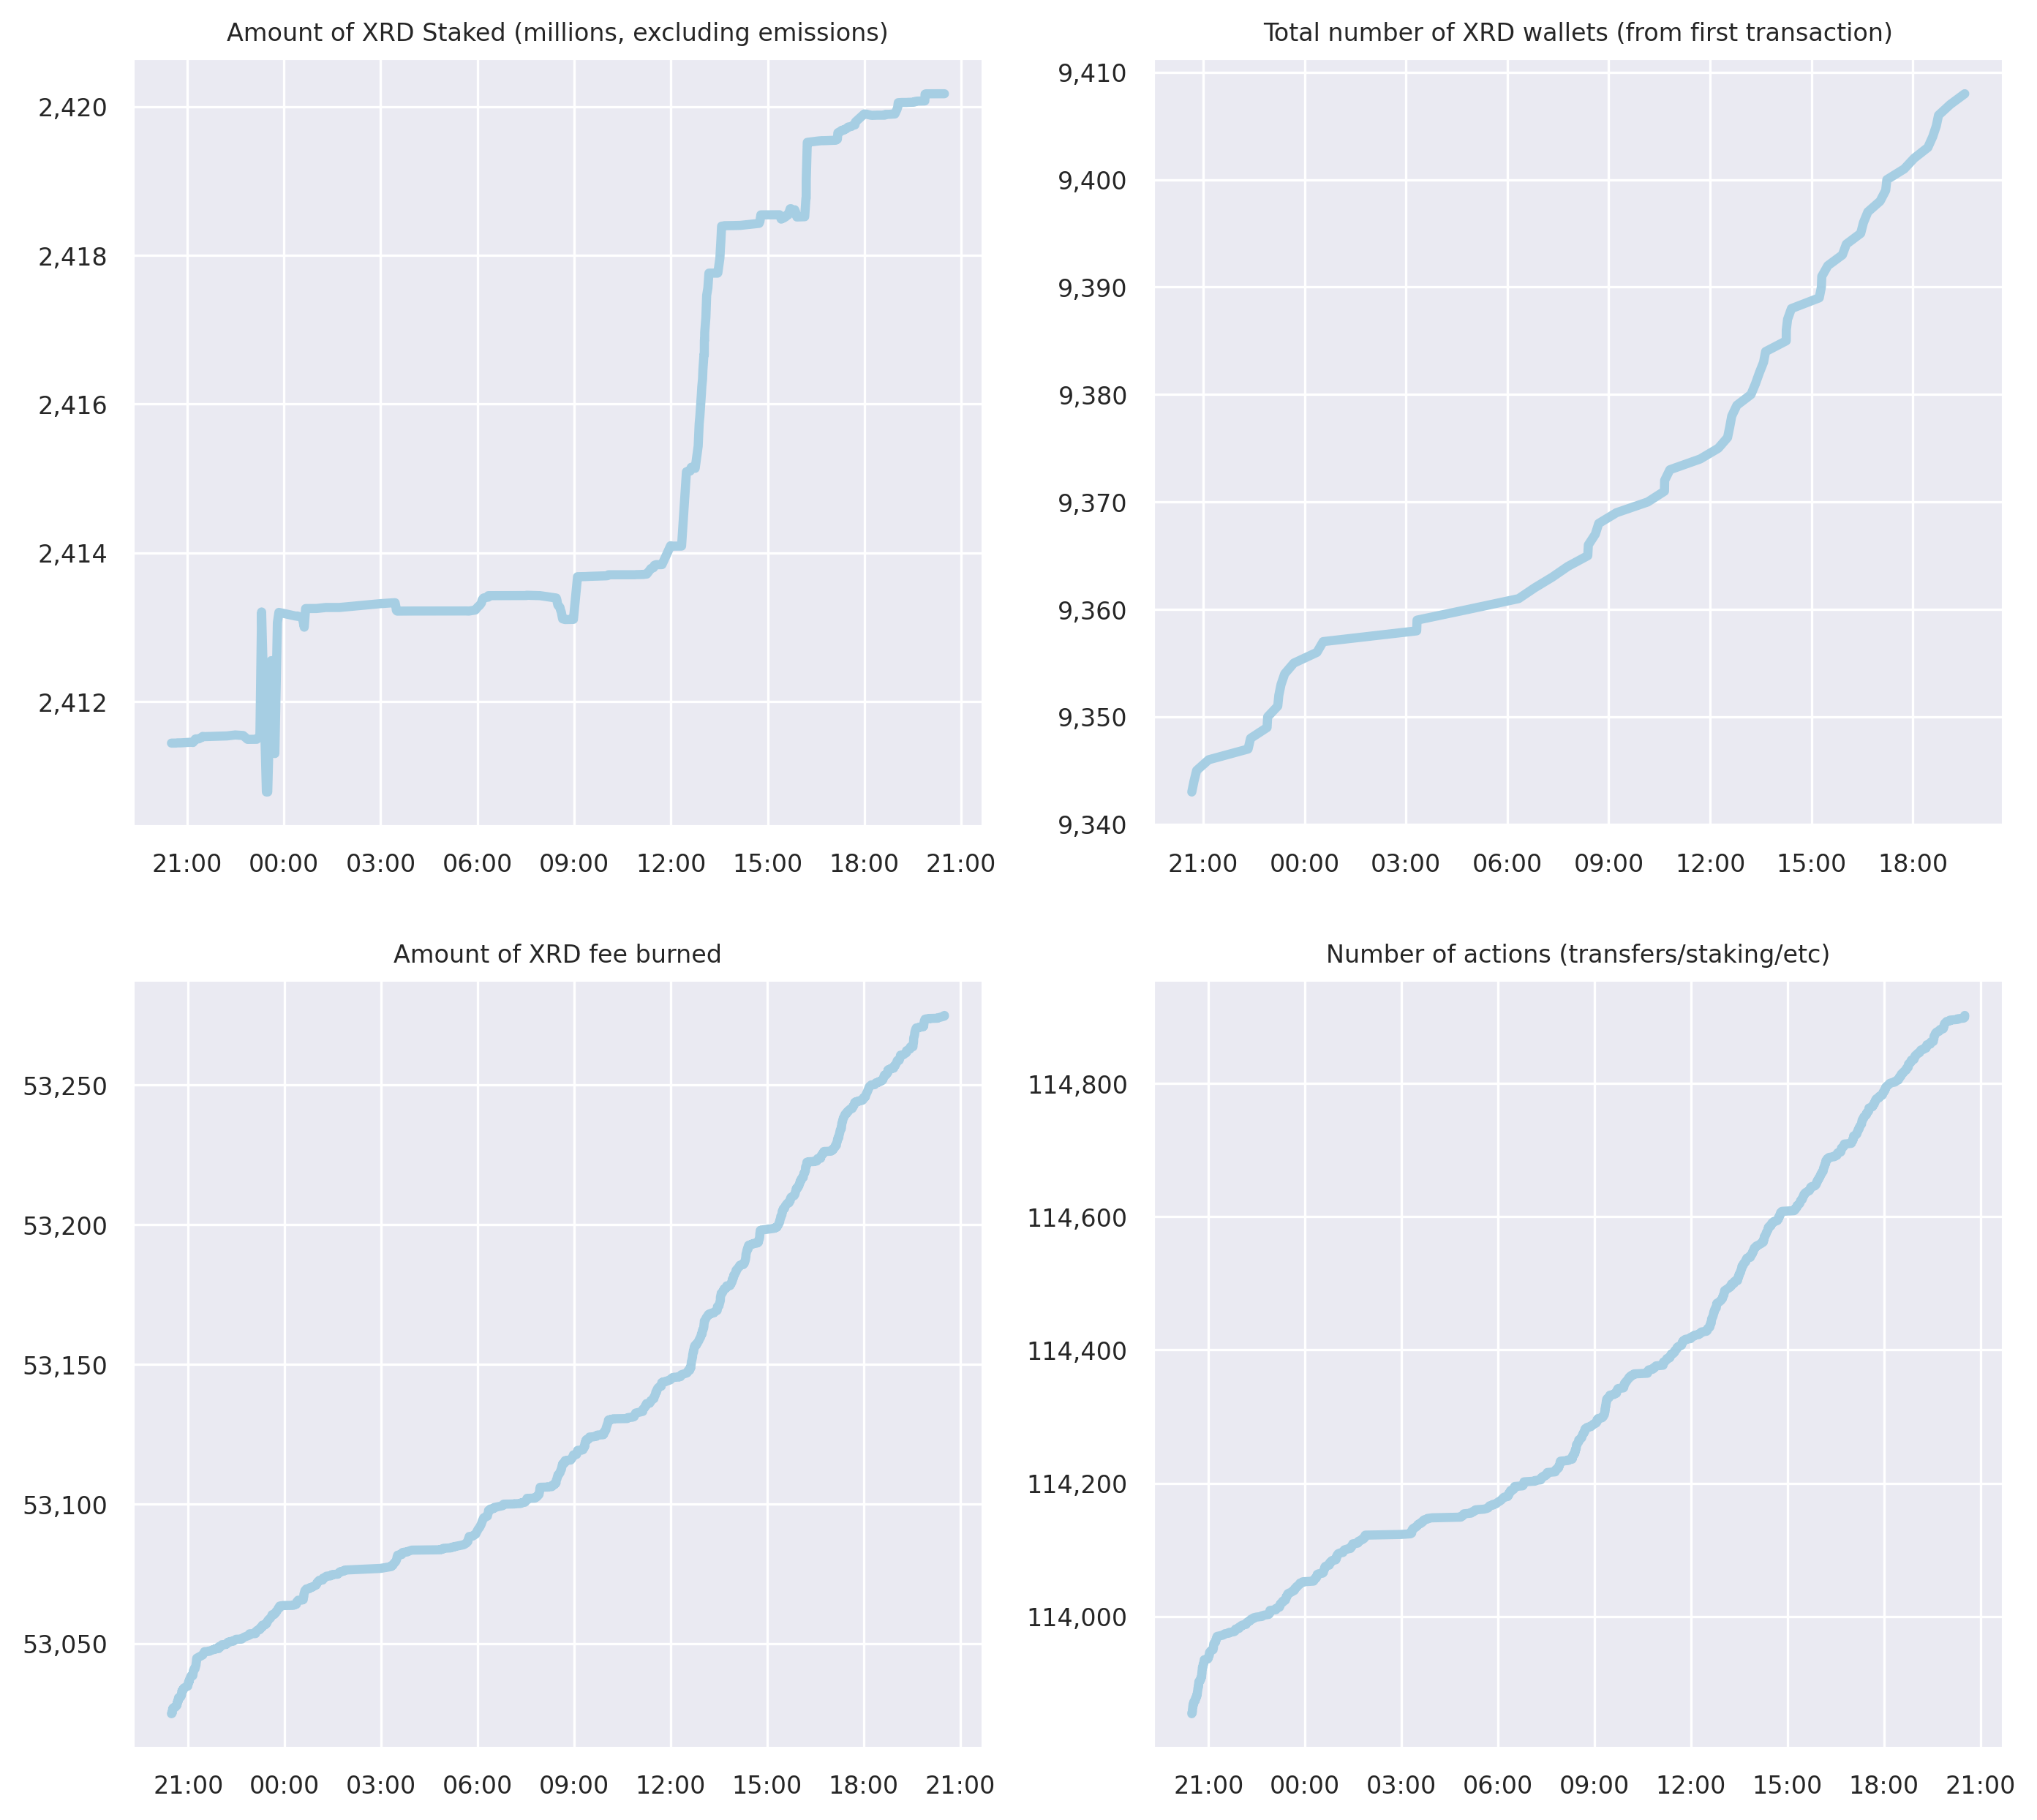 Amount of XRD Staked (millions, excluding emissions)
2,420
2,418
2,416
2,414
2,412
21:00 00:00 03:00 06:00 09:00 12:00 15:00 18:00 21:00
Total number of XRD wallets (from first transaction)
9,410
9,400
9,390
9,380
9,370
9,360
9,350
9,340
21:00 00:00 03:00 06:00 09:00 12:00 15:00 18:00
Amount of XRD fee burned
53,250
53,200
53,150
53,100
53,050
21:00 00:00 03:00 06:00 09:00 12:00 15:00 18:00 21:00
Number of actions (transfers/staking/etc)
114,800
114,600
114,400
114,200
114,000
21:00 00:00 03:00 06:00 09:00 12:00 15:00 18:00 21:00